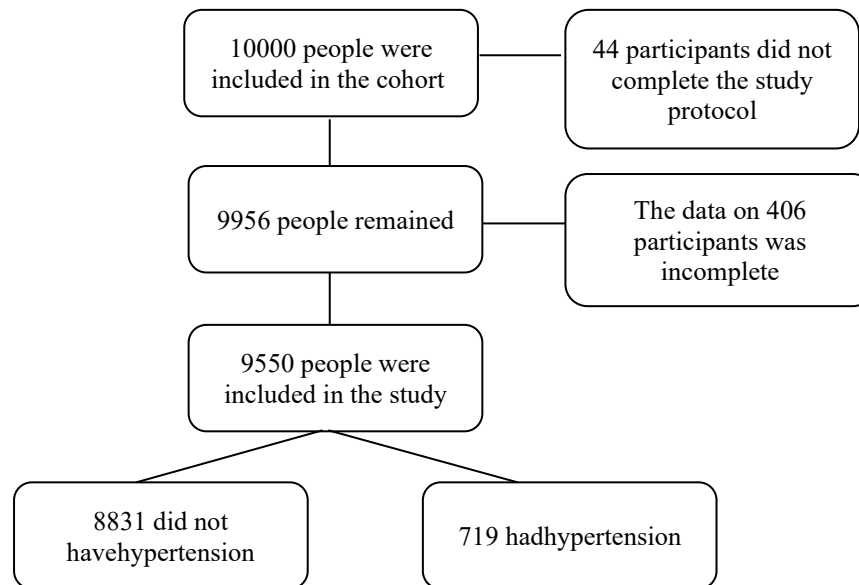 10000 people were
included in the cohort
44 participants did not
complete the study
protocol
9956 people remained
The data on 406
participants was
incomplete
9550 people were
included in the study
8831 did not
havehypertension
719 hadhypertension